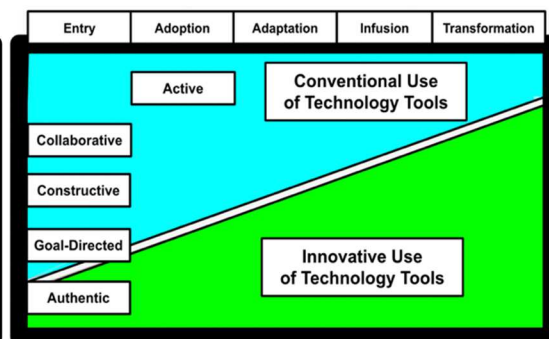 Entry Adoption Adaptation Infusion Transformation
Active
Conventional Use
of Technology Tools
Collaborative
Constructive
Goal-Directed
Innovative Use
of Technology Tools
Authentic